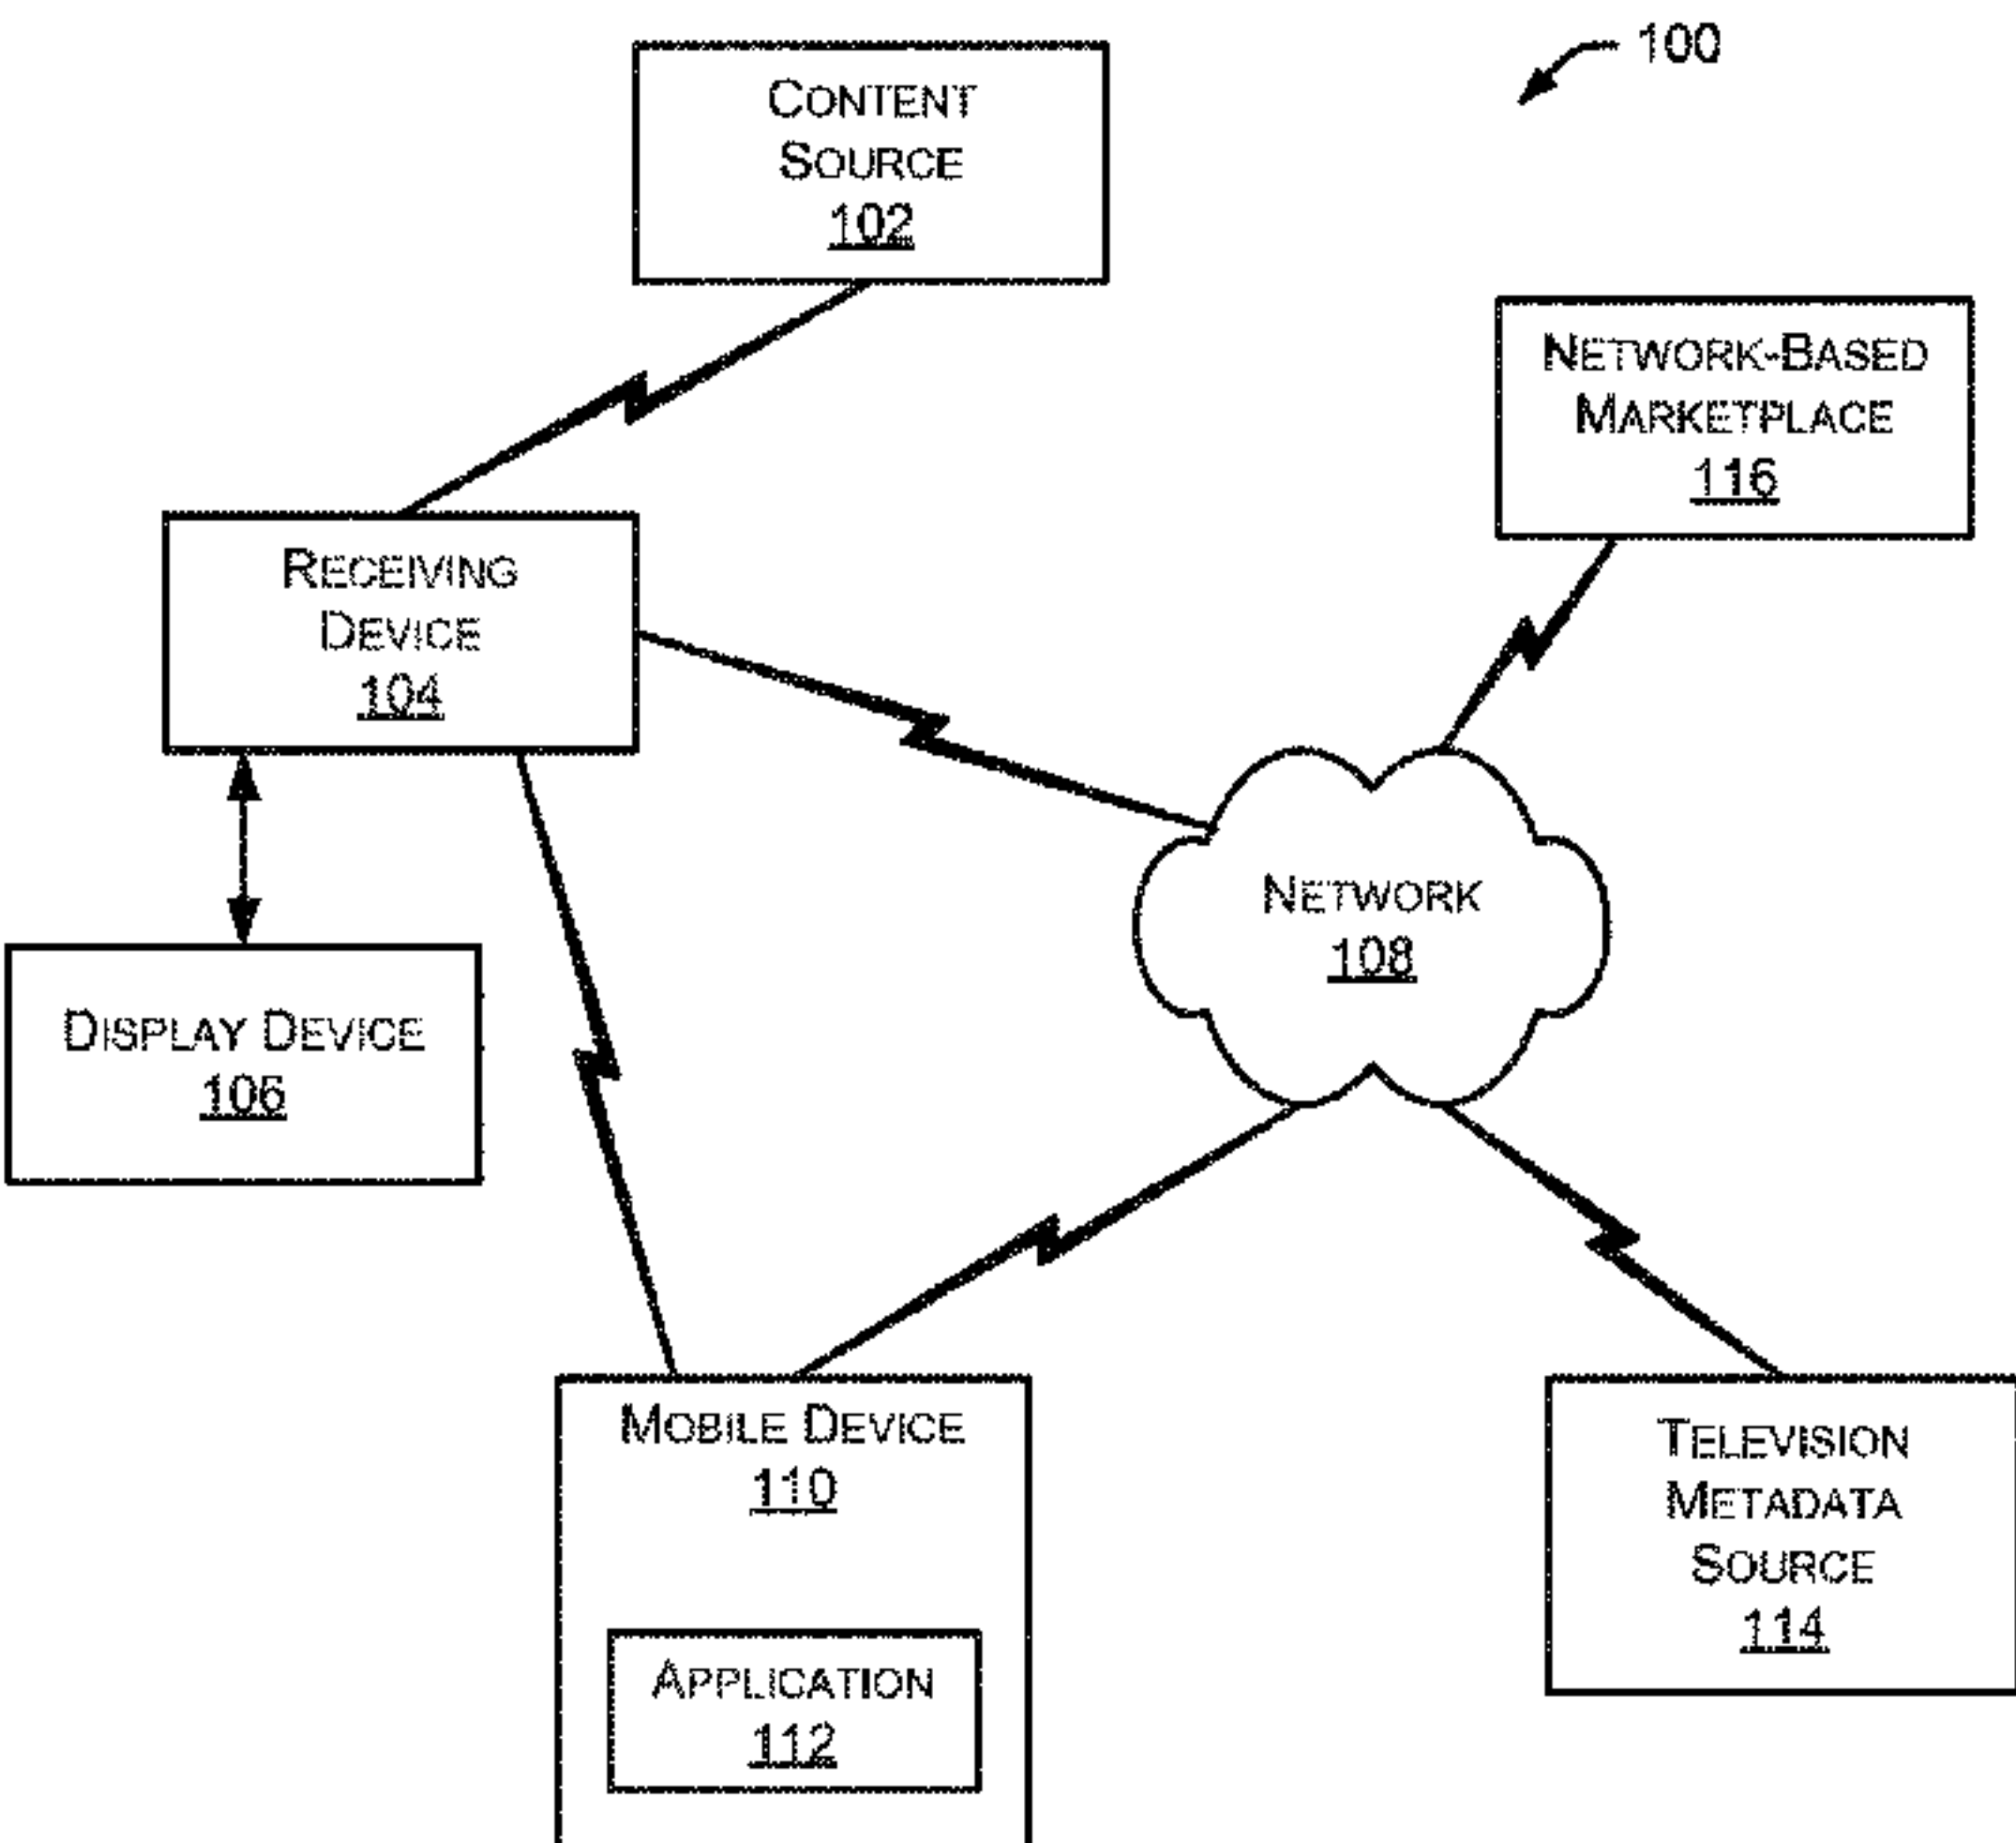 100
CONTENT
SOURCE
102
NETWORK-BASED
MARKETPLACE
116
RECEIVING
DEVICE
104
NETWORK
108
DISPLAY DEVICE
106
MOBILE DEVICE
110
TELEVISION
METADATA
SOURCE
114
APPLICATION
112